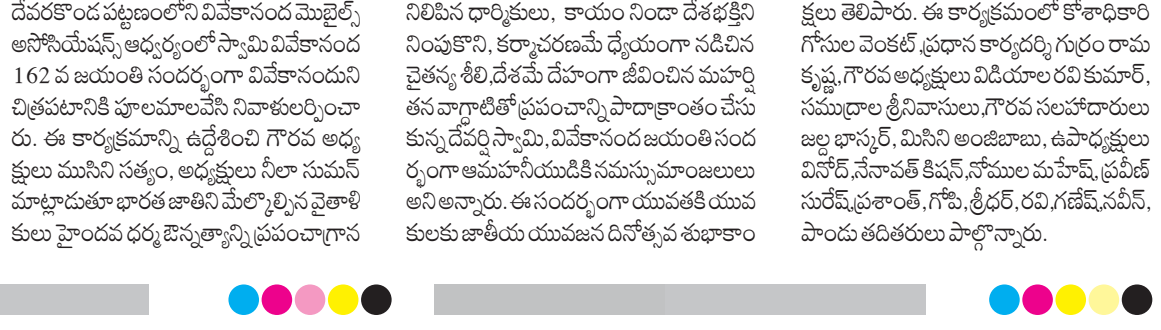 దేవరకొండ పట్టణంలోని వివేకానంద మొబైల్స్
అసోసియేషన్స్ ఆధ్వర్యంలో స్వామి వివేకానంద
162 వ జయంతి సందర్భంగా వివేకానందుని
చిత్రపటానికి పూలమాలవేసి నివాళులర్పించా
రు. ఈ కార్యక్రమాన్ని ఉద్దేశించి గౌరవ అధ్య
క్షులు ముసిని సత్యం, అధ్యక్షులు నీలా సుమన్
మాట్లాడుతూ భారత జాతిని మేల్కొల్పిన వైతాళి
కులు హైందవ ధర్మ ఔన్నత్యాన్ని ప్రపంచాగ్రాన
నిలిపిన ధార్మికులు, కాయం నిండా దేశభక్తిని
నింపుకొని, కర్మాచరణమే ధ్యేయంగా నడిచిన
చైతన్య శీలి,దేశమే దేహంగా జీవించిన మహర్షి
తన వాగ్ధాటితో ప్రపంచాన్ని పాదాక్రాంతం చేసు
కున్న దేవర్షి స్వామి,వివేకానంద జయంతి సంద
ర్భంగా ఆమహనీయుడికి నమస్సుమాంజలులు
అని అన్నారు. ఈ సందర్భంగా యువతకి యువ
కులకు జాతీయ యువజన దినోత్సవ శుభాకాం
క్షలు తెలిపారు. ఈ కార్యక్రమంలో కోశాధికారి
గోసుల వెంకట్,ప్రధాన కార్యదర్శి గుర్రం రామ
కృష్ణ,గౌరవ అధ్యక్షులు విడియాల రవి కుమార్,
సముద్రాల శ్రీనివాసులు,గౌరవ సలహాదారులు
జల్ద భాస్కర్, మిసిని అంజిబాబు, ఉపాధ్యక్షులు
వినోద్,నేనావత్ కిషన్,నోముల మహేష్, ప్రవీణ్
సురేష్,ప్రశాంత్,గోపి,శ్రీధర్,రవి,గణేష్,నవీన్,
పాండు తదితరులు పాల్గొన్నారు.